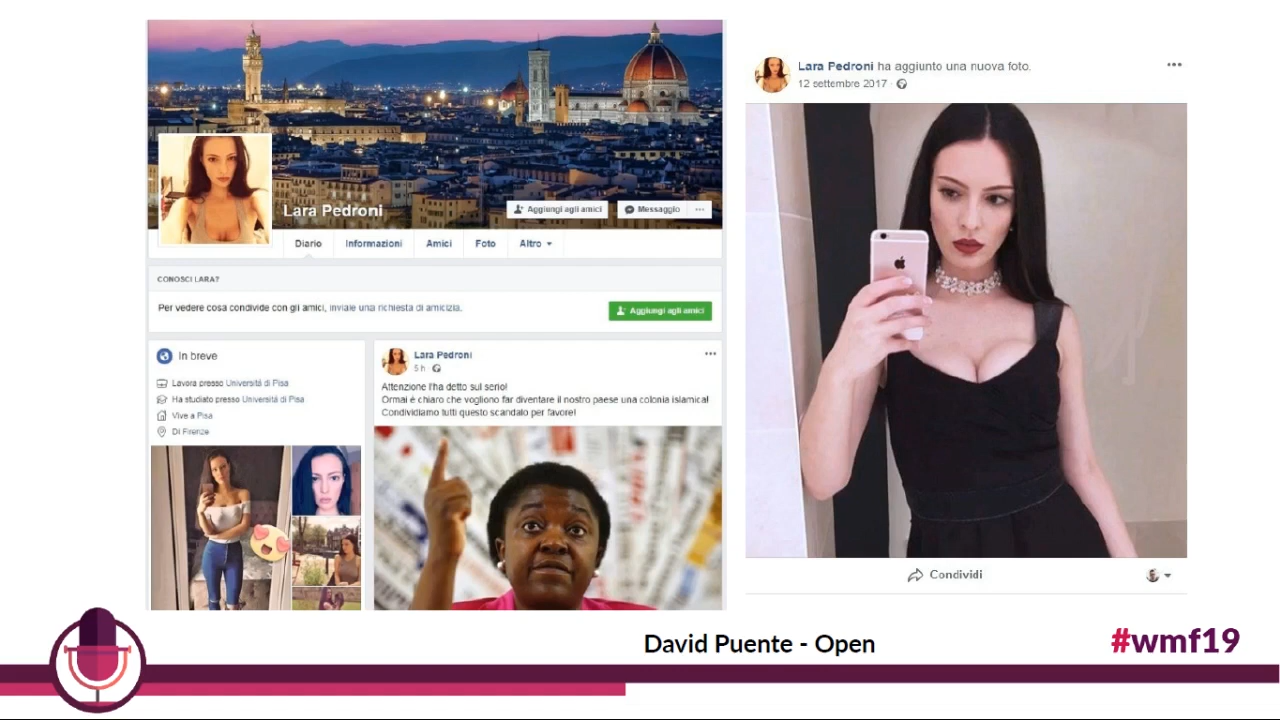 Lara Pedroni
Aggiungi agli amici
Messaggio
Diario
Informazioni
Amici
Foto
Altro
CONOSCI LARA?
Per vedere cosa condivide con gli amici, inviale una richiesta di amicizia.
Aggiungi agli amici
In breve
Lavora presso Università di Pisa
Ha studiato presso Università di Pisa
Vive a Pisa
Di Firenze
Lara Pedroni
5 h
Attenzione l'ha detto sul serio!
Ormai è chiaro che vogliono far diventare il nostro paese una colonia islamica!
Condividiamo tutti questo scandalo per favore!
Lara Pedroni ha aggiunto una nuova foto.
12 settembre 2017
Condividi
David Puente - Open
#wmf19